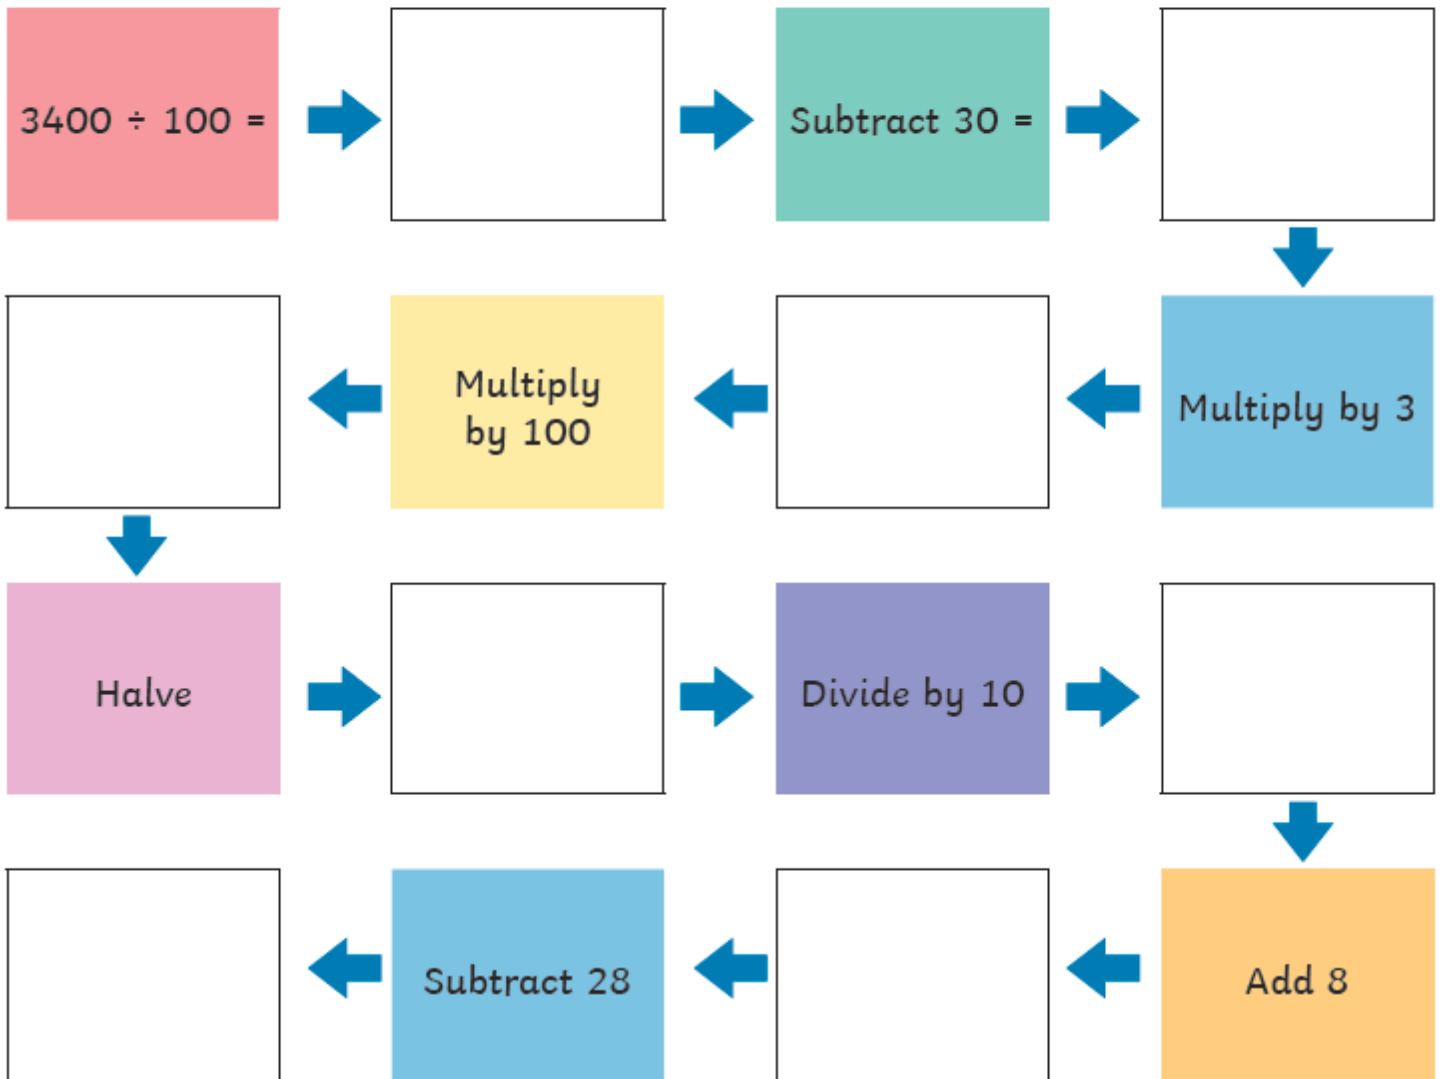 3400 ÷ 100 =
Subtract 30 =
Multiply
by 100
Multiply by 3
Halve
Divide by 10
Subtract 28
Add 8